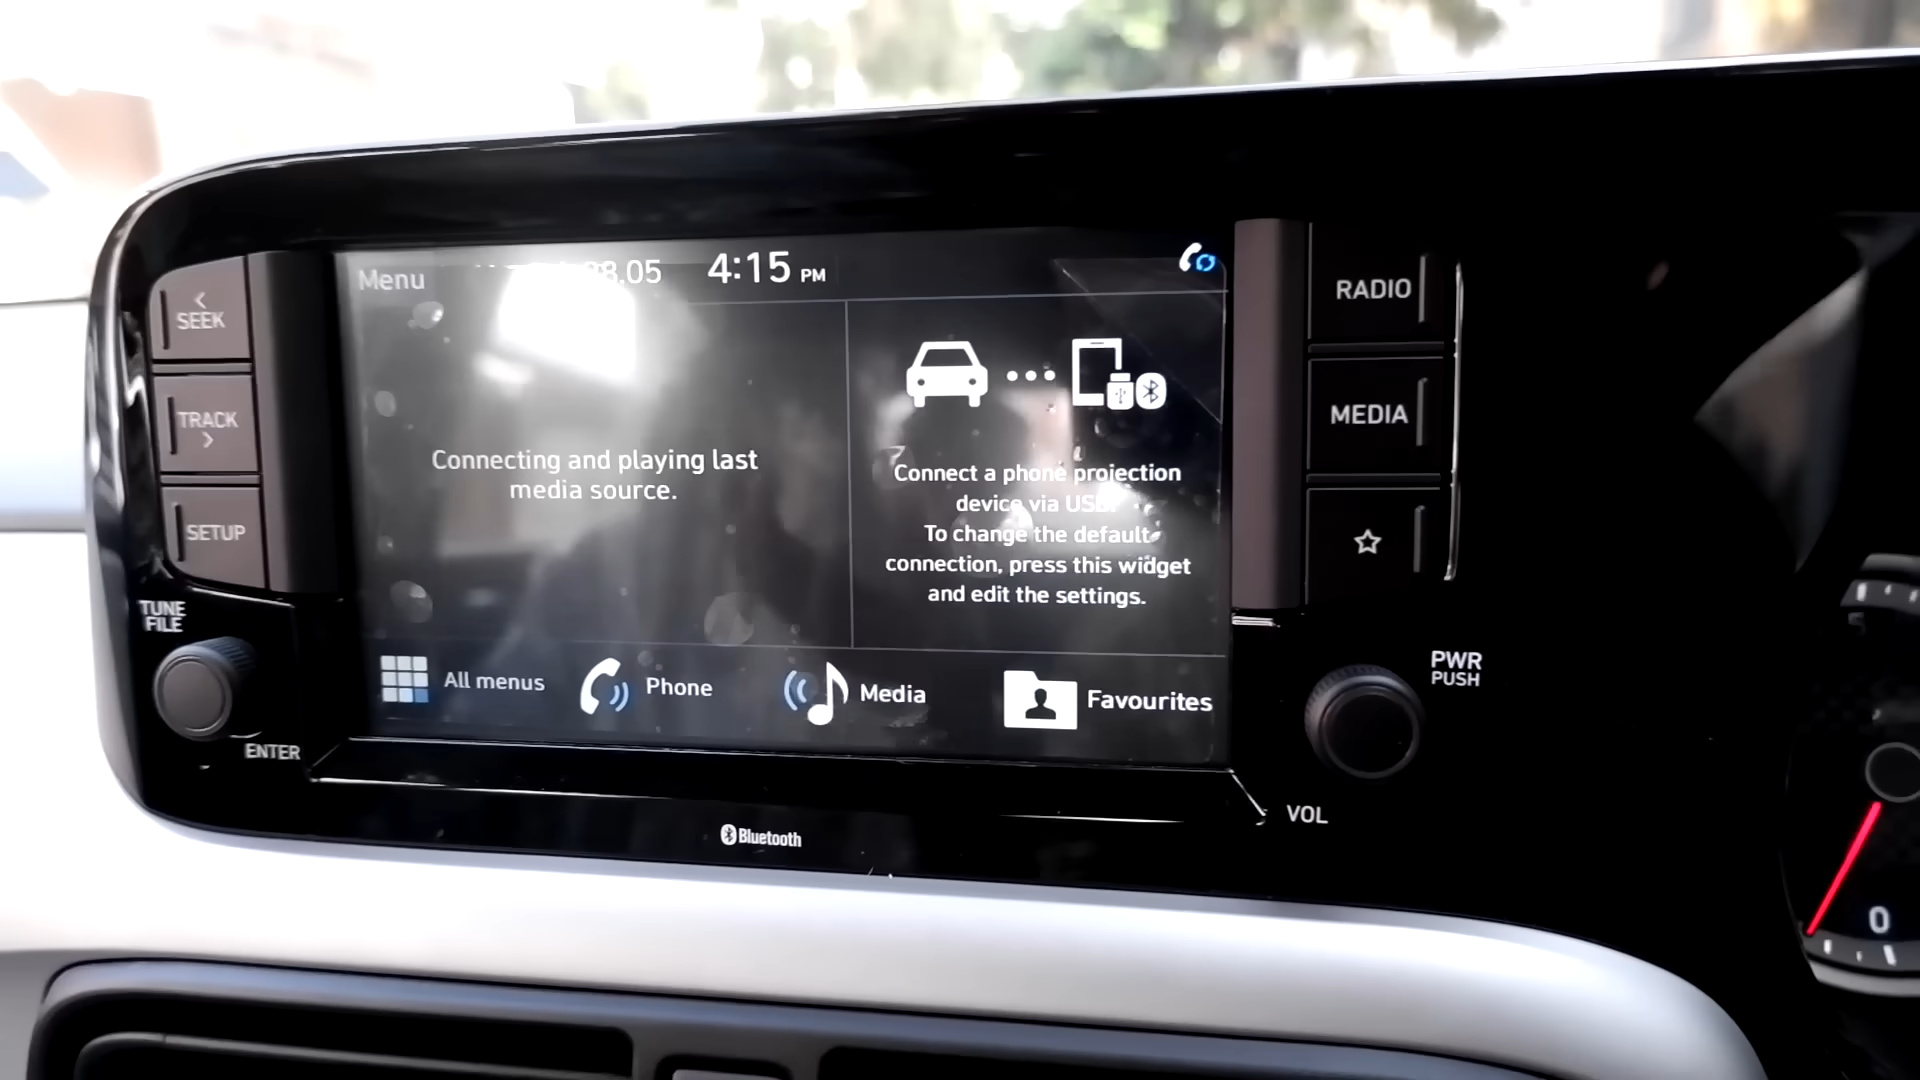 Menu
4:15 PM
Connecting and playing last
media source.
Connect a phone projection
device via USB.
To change the default
connection, press this widget
and edit the settings.
All menus
Phone
Media
Favourites
SEEK
TRACK
SETUP
TUNE
FILE
ENTER
RADIO
MEDIA
PWR
PUSH
VOL
Bluetooth
0